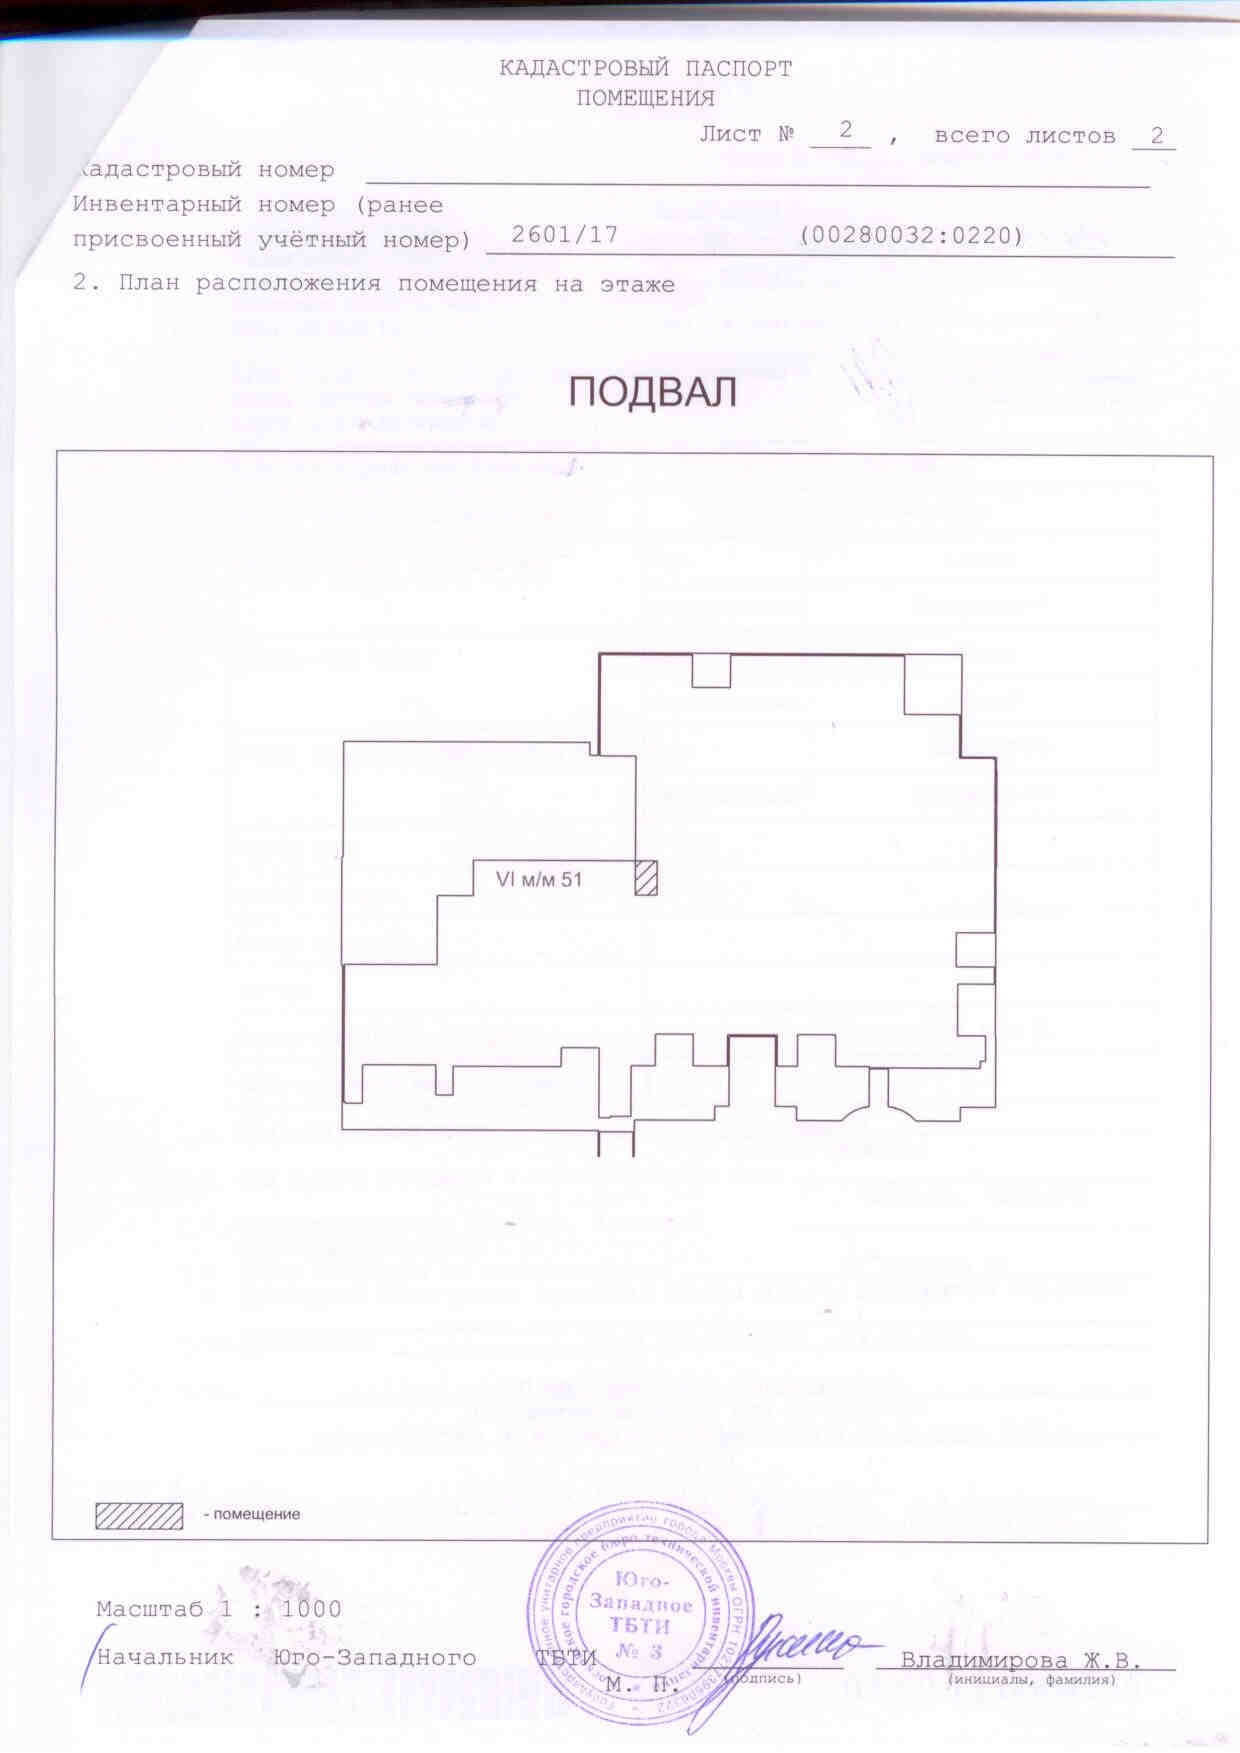 КАДАСТРОВЫЙ ПАСПОРТ
ПОМЕЩЕНИЯ
Лист № 2 , всего листов 2
кадастровый номер
Инвентарный номер (ранее
присвоенный учётный номер) 2601/17 (00280032:0220)
2. План расположения помещения на этаже
ПОДВАЛ
VI м/м 51
- помещение
Масштаб 1 : 1000
Начальник Юго-Западного ТБТИ
Владимирова Ж.В.
М. П.
(подпись)
(инициалы, фамилия)
Юго-
Западное
ТБТИ
№ 3